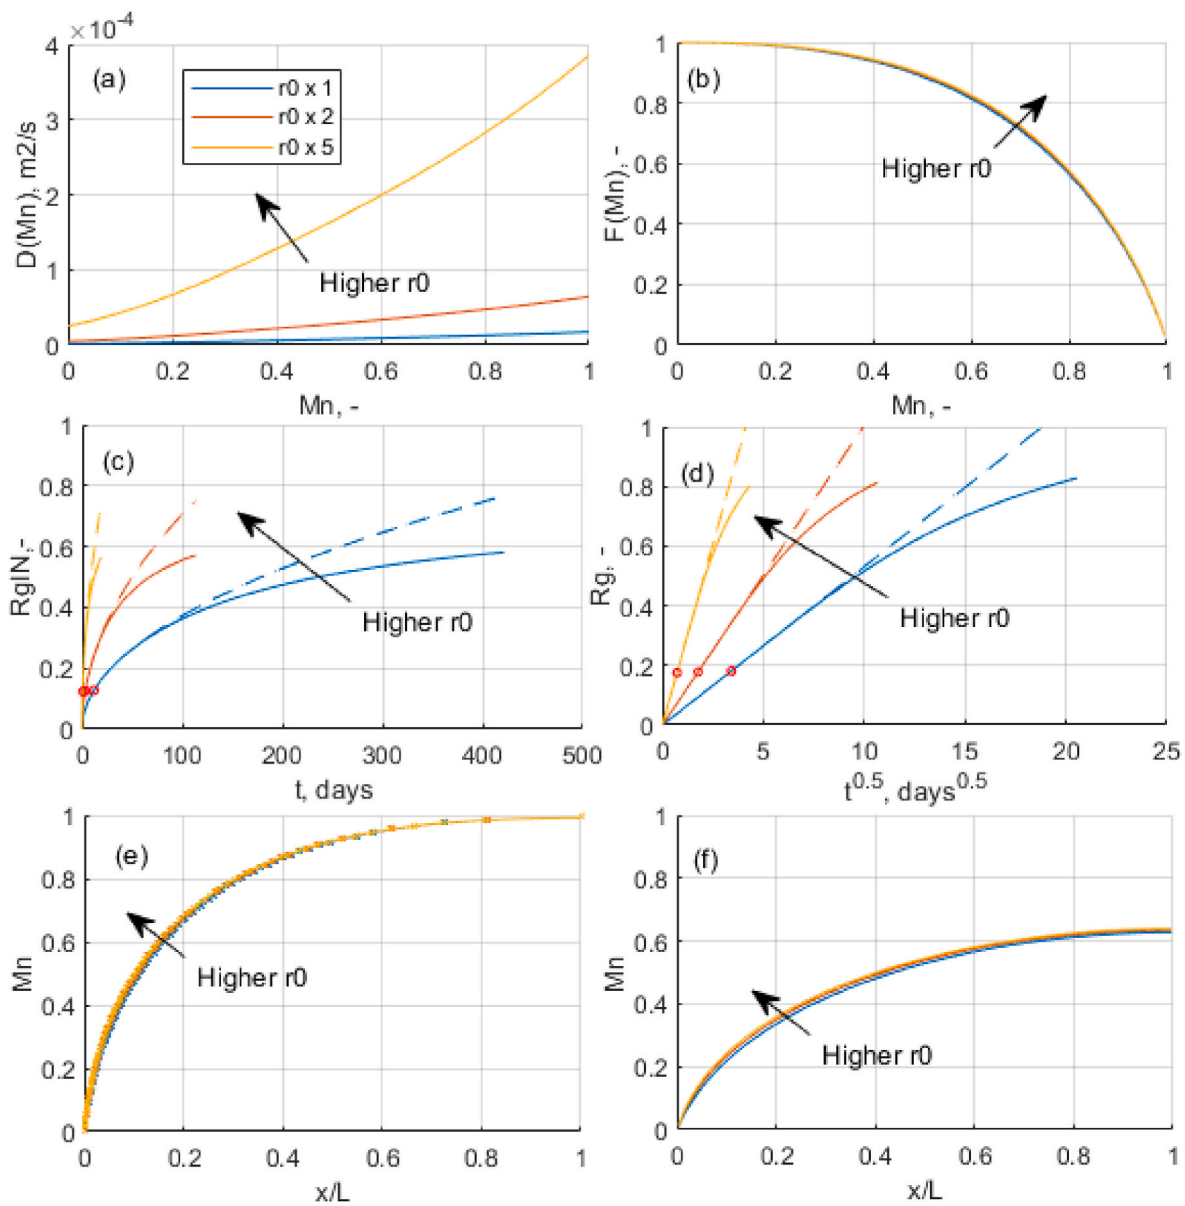 ×10⁻⁴
4
3
2
1
0
D(Mn), m2/s
(a)
r0 x 1
r0 x 2
r0 x 5
Higher r0
0 0.2 0.4 0.6 0.8 1
Mn, -
1
0.8
0.6
0.4
0.2
0
F(Mn), -
(b)
Higher r0
0 0.2 0.4 0.6 0.8 1
Mn, -
1
0.8
0.6
0.4
0.2
0
RgIN,-
(c)
Higher r0
0 100 200 300 400 500
t, days
1
0.8
0.6
0.4
0.2
0
Rg, -
(d)
Higher r0
0 5 10 15 20 25
t^0.5, days^0.5
1
0.8
0.6
0.4
0.2
0
Mn
(e)
Higher r0
0 0.2 0.4 0.6 0.8 1
x/L
1
0.8
0.6
0.4
0.2
0
Mn
(f)
Higher r0
0 0.2 0.4 0.6 0.8 1
x/L